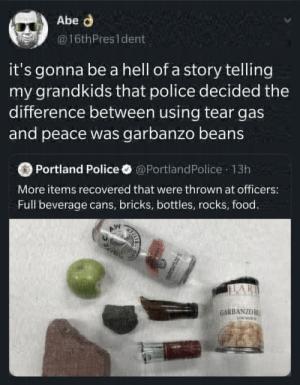 Abe 👌
@16thPres1dent
it's gonna be a hell of a story telling
my grandkids that police decided the
difference between using tear gas
and peace was garbanzo beans
Portland Police @PortlandPolice · 13h
More items recovered that were thrown at officers:
Full beverage cans, bricks, bottles, rocks, food.
CLAW
GARBANZO